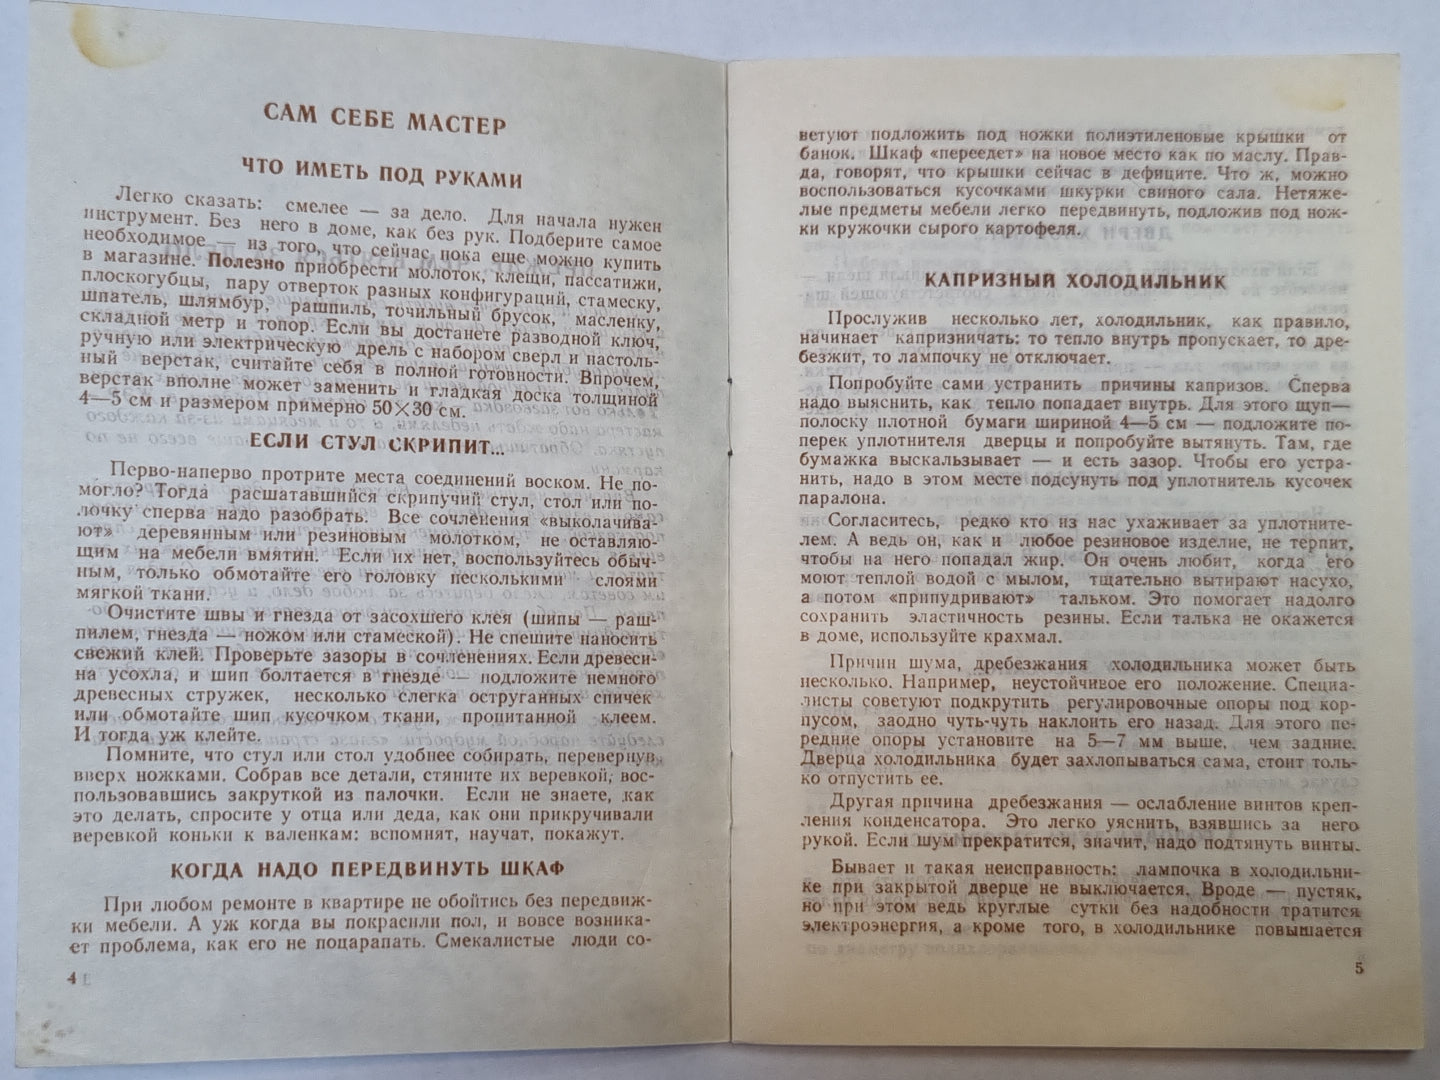 САМ СЕБЕ МАСТЕР
ЧТО ИМЕТЬ ПОД РУКАМИ
Легко сказать: смелее — за дело. Для начала нужен
инструмент. Без него в доме, как без рук. Подберите самое
необходимое — из того, что сейчас пока еще можно купить
в магазине. Полезно приобрести молоток, клещи, пассатижи,
плоскогубцы, пару отверток разных конфигураций, стамеску,
шпатель, шлямбур, рашпиль, точильный брусок, масленку,
складной метр и топор. Если вы достанете разводной ключ,
ручную или электрическую дрель с набором сверл и настоль-
ный верстак, считайте себя в полной готовности. Впрочем,
верстак вполне может заменить и гладкая доска толщиной
4—5 см и размером примерно 50×30 см.
ЕСЛИ СТУЛ СКРИПИТ...
Перво-наперво протрите места соединений воском. Не по-
могло? Тогда расшатавшийся скрипучий стул, стол или по-
лочку сперва надо разобрать. Все сочленения «выколачива-
ют» деревянным или резиновым молотком, не оставляю-
щим на мебели вмятин. Если их нет, воспользуйтесь обыч-
ным, только обмотайте его головку несколькими слоями
мягкой ткани.
Очистите швы и гнезда от засохшего клея (шипы — раш-
пилем, гнезда — ножом или стамеской). Не спешите наносить
свежий клей. Проверьте зазоры в сочленениях. Если древеси-
на усохла, и шип болтается в гнезде — подложите немного
древесных стружек, несколько слегка оструганных спичек
или обмотайте шип кусочком ткани, пропитанной клеем.
И тогда уж клейте.
Помните, что стул или стол удобнее собирать, перевернув
вверх ножками. Собрав все детали, стяните их веревкой, вос-
пользовавшись закруткой из палочки. Если не знаете, как
это делать, спросите у отца или деда, как они прикручивали
веревкой коньки к валенкам: вспомнят, научат, покажут.
КОГДА НАДО ПЕРЕДВИНУТЬ ШКАФ
При любом ремонте в квартире не обойтись без передвиж-
ки мебели. А уж когда вы покрасили пол, и вовсе возника-
ет проблема, как его не поцарапать. Смекалистые люди со-
4
ветуют подложить под ножки полиэтиленовые крышки от
банок. Шкаф «переедет» на новое место как по маслу. Прав-
да, говорят, что крышки сейчас в дефиците. Что ж, можно
воспользоваться кусочками шкурки свиного сала. Нетяже-
лые предметы мебели легко передвинуть, подложив под нож-
ки кружочки сырого картофеля.
КАПРИЗНЫЙ ХОЛОДИЛЬНИК
Прослужив несколько лет, холодильник, как правило,
начинает капризничать: то тепло внутрь пропускает, то дре-
безжит, то лампочку не отключает.
Попробуйте сами устранить причины капризов. Сперва
надо выяснить, как тепло попадает внутрь. Для этого щуп—
полоску плотной бумаги шириной 4—5 см — подложите по-
перек уплотнителя дверцы и попробуйте вытянуть. Там, где
бумажка выскальзывает — и есть зазор. Чтобы его устра-
нить, надо в этом месте подсунуть под уплотнитель кусочек
паралона.
Согласитесь, редко кто из нас ухаживает за уплотните-
лем. А ведь он, как и любое резиновое изделие, не терпит,
чтобы на него попадал жир. Он очень любит, когда его
моют теплой водой с мылом, тщательно вытирают насухо,
а потом «припудривают» тальком. Это помогает надолго
сохранить эластичность резины. Если талька не окажется
в доме, используйте крахмал.
Причин шума, дребезжания холодильника может быть
несколько. Например, неустойчивое его положение. Специа-
листы советуют подкрутить регулировочные опоры под кор-
пусом, заодно чуть-чуть наклонить его назад. Для этого пе-
редние опоры установите на 5—7 мм выше, чем задние.
Дверца холодильника будет захлопываться сама, стоит толь-
ко отпустить ее.
Другая причина дребезжания — ослабление винтов креп-
ления конденсатора. Это легко уяснить, взявшись за него
рукой. Если шум прекратится, значит, надо подтянуть винты.
Бывает и такая неисправность: лампочка в холодильни-
ке при закрытой дверце не выключается. Вроде — пустяк,
но при этом ведь круглые сутки без надобности тратится
электроэнергия, а кроме того, в холодильнике повышается
5